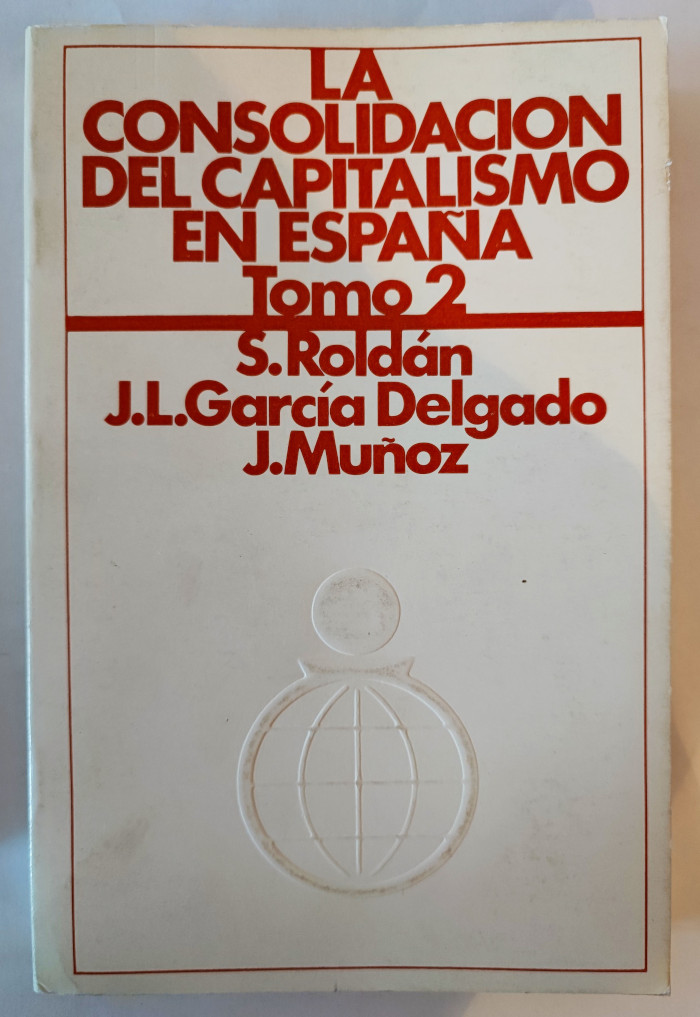 LA
CONSOLIDACION
DEL CAPITALISMO
EN ESPAÑA
Tomo 2
S.Roldán
J.L.García Delgado
J.Muñoz